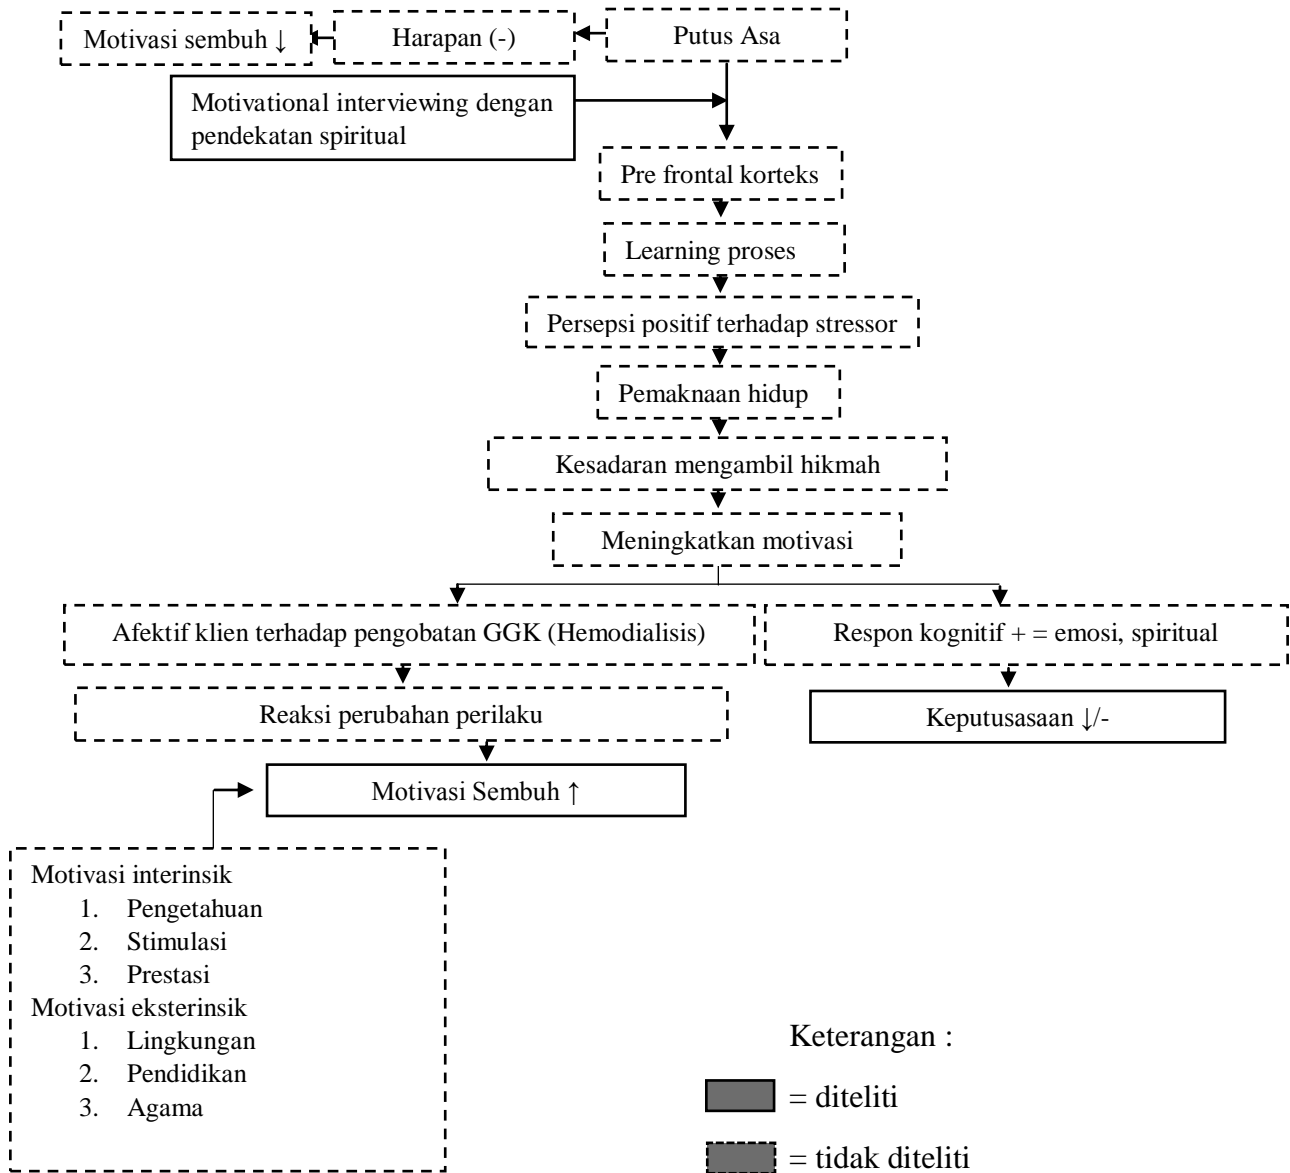 Motivasi sembuh ↓
Harapan (-)
Putus Asa
Motivational interviewing dengan
pendekatan spiritual
Pre frontal korteks
Learning proses
Persepsi positif terhadap stressor
Pemaknaan hidup
Kesadaran mengambil hikmah
Meningkatkan motivasi
Afektif klien terhadap pengobatan GGK (Hemodialisis)
Respon kognitif + = emosi, spiritual
Reaksi perubahan perilaku
Keputusasaan ↓/-
Motivasi Sembuh ↑
Motivasi interinsik
1. Pengetahuan
2. Stimulasi
3. Prestasi
Motivasi eksterinsik
1. Lingkungan
2. Pendidikan
3. Agama
Keterangan :
= diteliti
= tidak diteliti